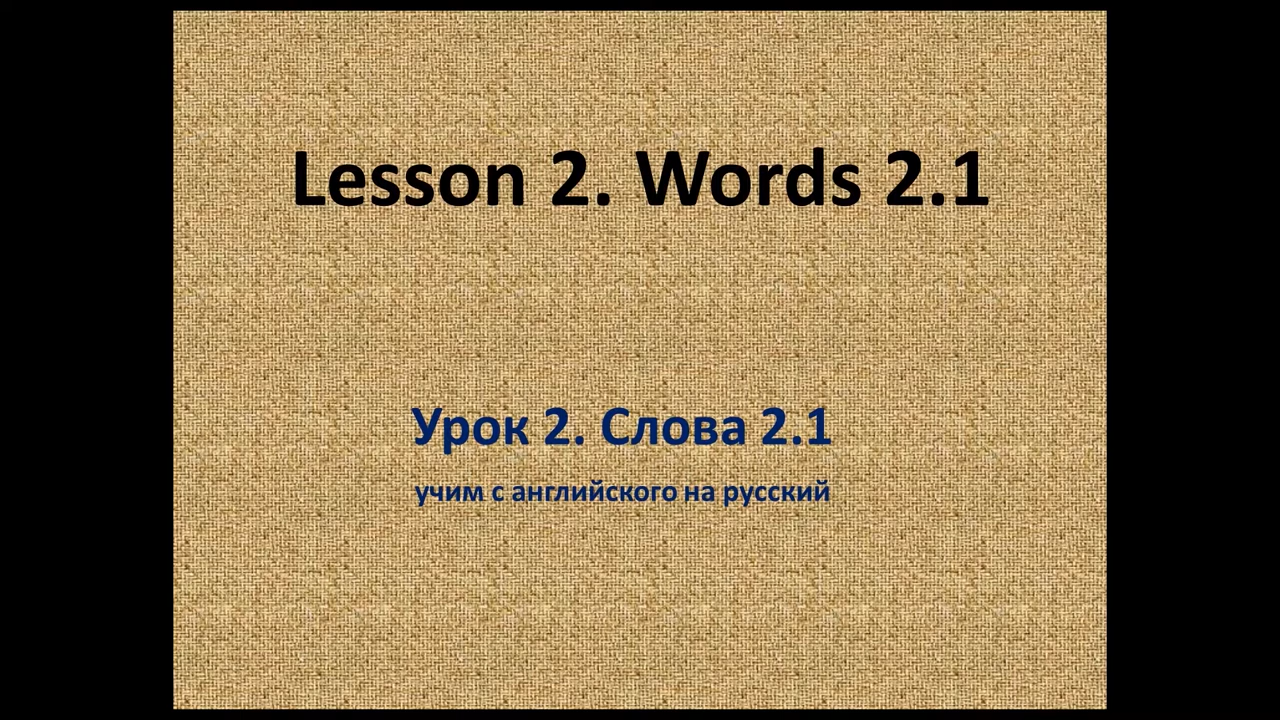 Lesson 2. Words 2.1
Урок 2. Слова 2.1
учим с английского на русский